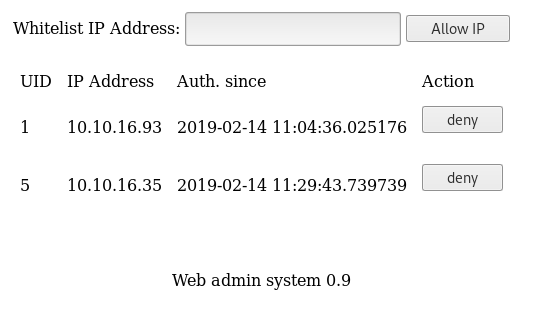 Whitelist IP Address: Allow IP
UID IP Address Auth. since Action
1 10.10.16.93 2019-02-14 11:04:36.025176 deny
5 10.10.16.35 2019-02-14 11:29:43.739739 deny
Web admin system 0.9